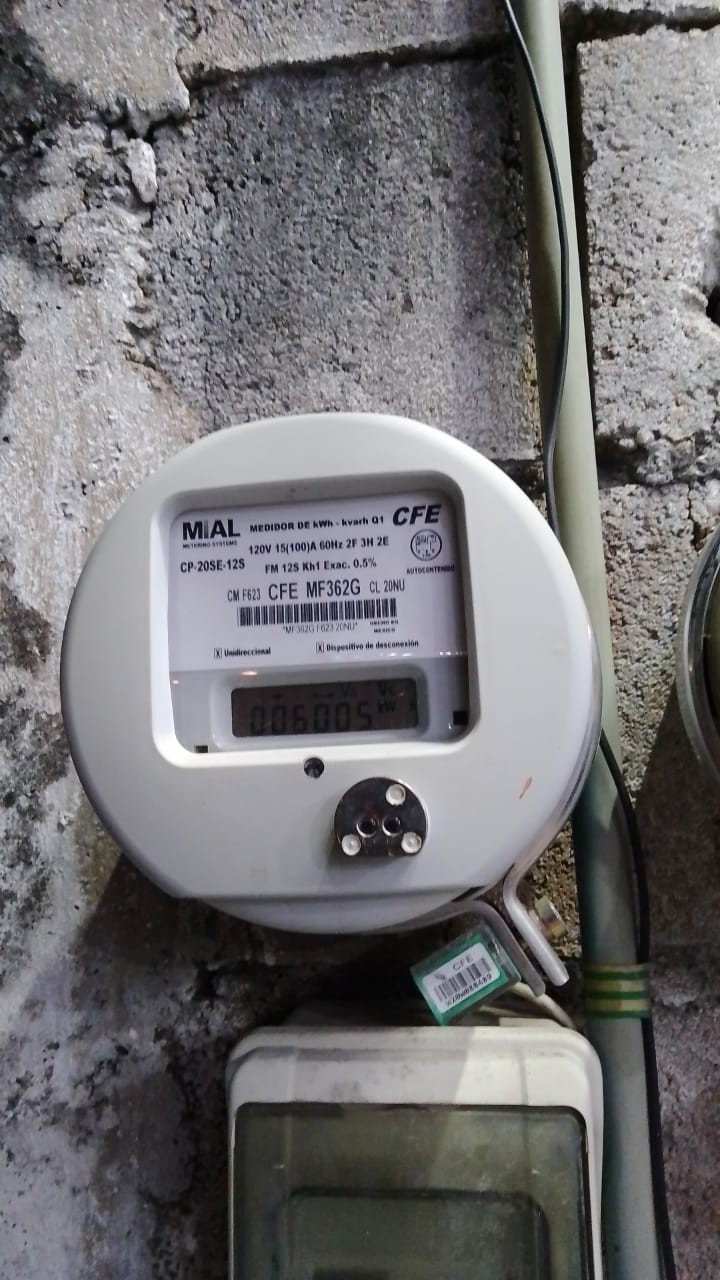 MIAL
METERING SYSTEMS
MEDIDOR DE kWh - kvarh Q1 CFE
120V 15(100)A 60Hz 2F 3H 2E
CP-20SE-12S FM 12S Kh1 Exac. 0.5%
AUTOCONTENIDO
CM F623 CFE MF362G CL 20NU
"MF362G F623 20NU"
HECHO EN
MEXICO
X Unidireccional X Dispositivo de desconexión
006005 kW
CFE